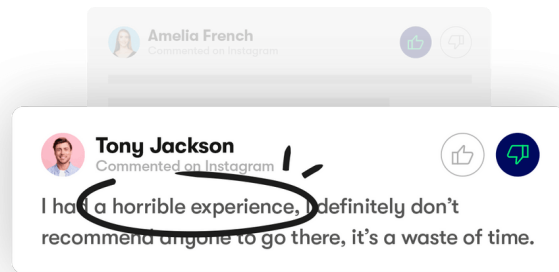 Amelia French
Commented on Instagram
Tony Jackson
Commented on Instagram
I had a horrible experience, I definitely don't
recommend anyone to go there, it's a waste of time.